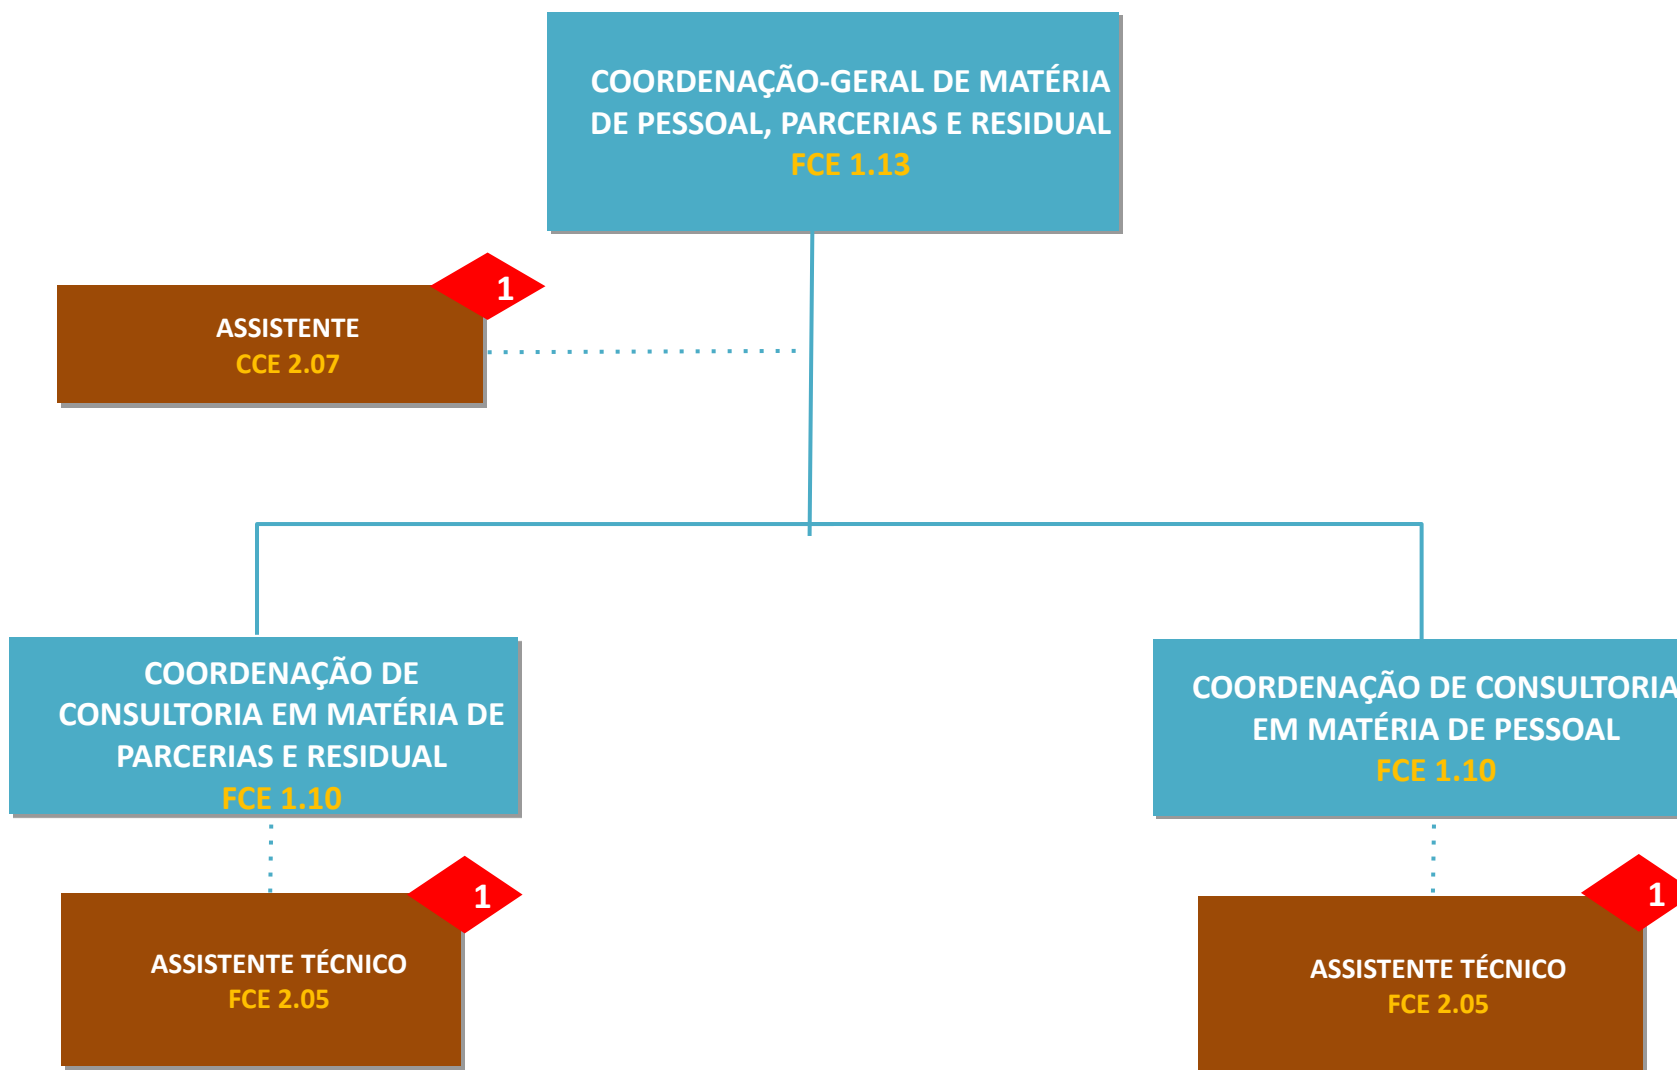 COORDENAÇÃO-GERAL DE MATÉRIA
DE PESSOAL, PARCERIAS E RESIDUAL
FCE 1.13
1
ASSISTENTE
CCE 2.07
COORDENAÇÃO DE
CONSULTORIA EM MATÉRIA DE
PARCERIAS E RESIDUAL
FCE 1.10
COORDENAÇÃO DE CONSULTORIA
EM MATÉRIA DE PESSOAL
FCE 1.10
1
ASSISTENTE TÉCNICO
FCE 2.05
1
ASSISTENTE TÉCNICO
FCE 2.05